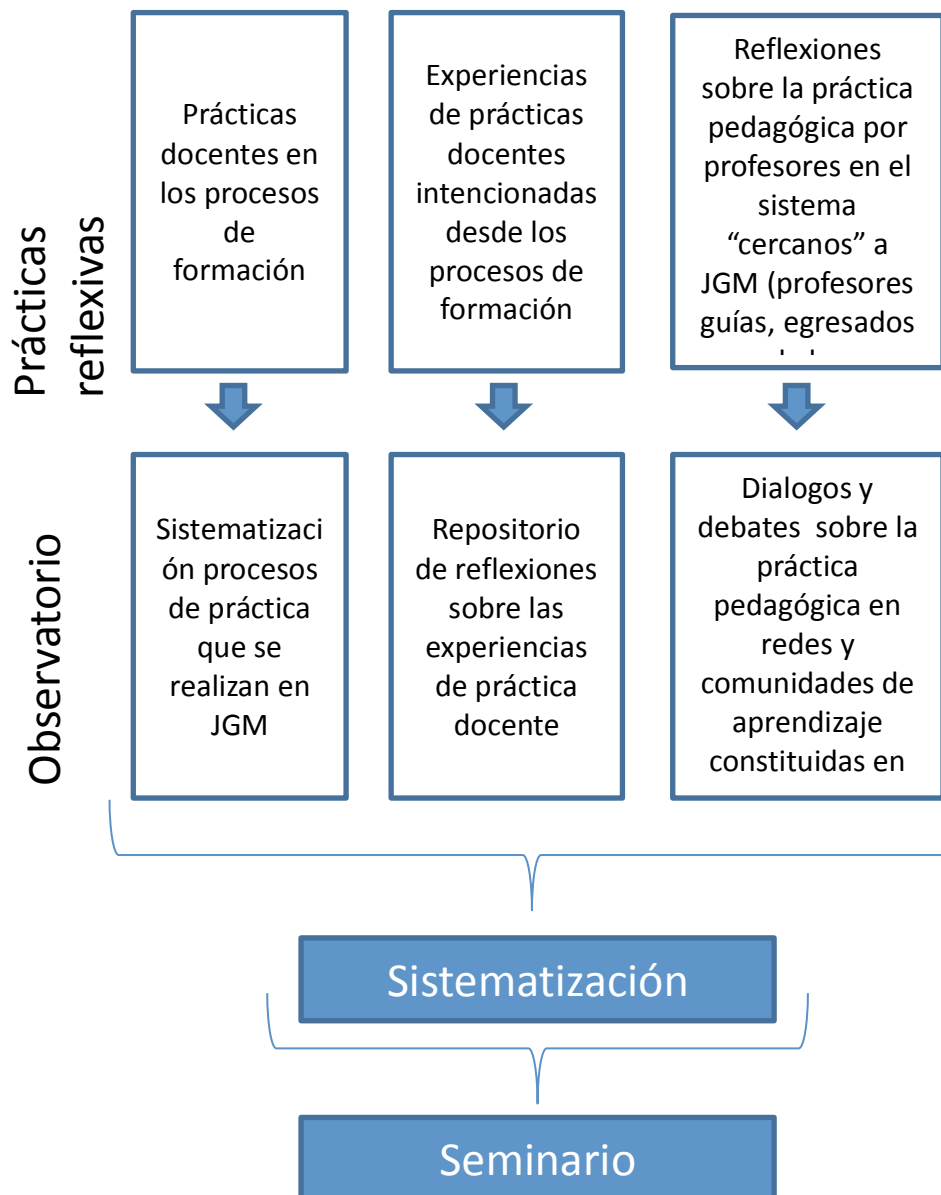 Prácticas
reflexivas
Prácticas
docentes en
los procesos
de
formación
Experiencias
de prácticas
docentes
intencionadas
desde los
procesos de
formación
Reflexiones
sobre la práctica
pedagógica por
profesores en el
sistema
“cercanos” a
JGM (profesores
guías, egresados
Observatorio
Sistematizaci
ón procesos
de práctica
que se
realizan en
JGM
Repositorio
de reflexiones
sobre las
experiencias
de práctica
docente
Dialogos y
debates  sobre la
práctica
pedagógica en
redes y
comunidades de
aprendizaje
constituidas en
Sistematización
Seminario